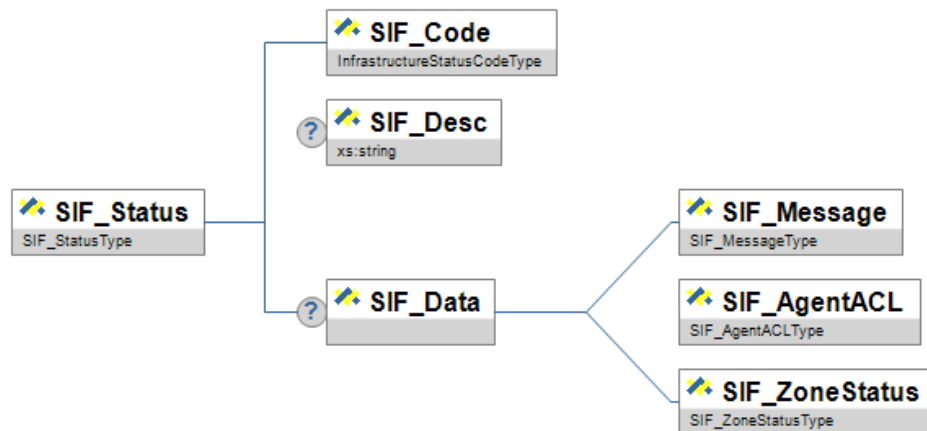 SIF_Code
InfrastructureStatusCodeType
?
SIF_Desc
xs:string
SIF_Status
SIF_StatusType
?
SIF_Data
SIF_Message
SIF_MessageType
SIF_AgentACL
SIF_AgentACLType
SIF_ZoneStatus
SIF_ZoneStatusType